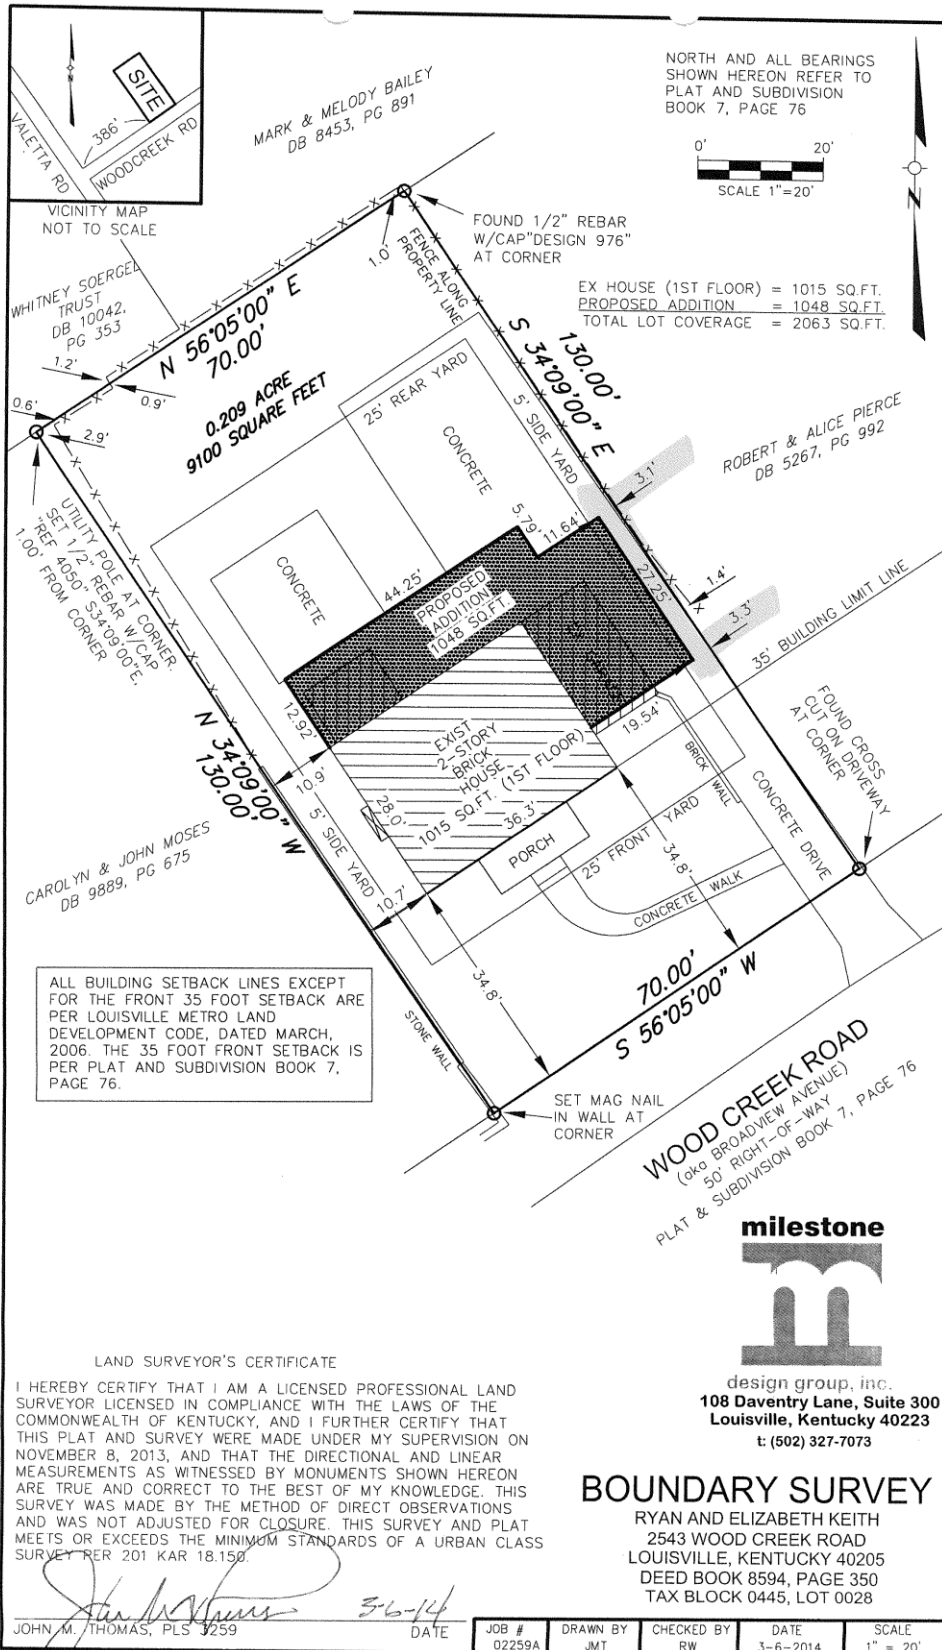 SITE
386'
VALETTA RD
WOODCREEK RD
VICINITY MAP
NOT TO SCALE
MARK & MELODY BAILEY
DB 8453, PG 891
NORTH AND ALL BEARINGS
SHOWN HEREON REFER TO
PLAT AND SUBDIVISION
BOOK 7, PAGE 76
0' 20'
SCALE 1"=20'
N
FOUND 1/2" REBAR
W/CAP"DESIGN 976"
AT CORNER
1.0'
FENCE ALONG
PROPERTY LINE
EX HOUSE (1ST FLOOR) = 1015 SQ.FT.
PROPOSED ADDITION = 1048 SQ.FT.
TOTAL LOT COVERAGE = 2063 SQ.FT.
WHITNEY SOERGEL
TRUST
DB 10042,
PG 353
N 56°05'00" E
70.00'
1.2'
0.9'
0.6'
2.9'
0.209 ACRE
9100 SQUARE FEET
130.00'
S 34°09'00" E
25' REAR YARD
5' SIDE YARD
CONCRETE
ROBERT & ALICE PIERCE
DB 5267, PG 992
3.1'
UTILITY POLE AT CORNER.
SET 1/2" REBAR W/CAP
"REF 4050" S34°09'00"E,
1.00' FROM CORNER
CONCRETE
5.79'
11.64'
44.25'
27.25'
1.4'
3.3'
PROPOSED
ADDITION
1048 SQ.FT.
35' BUILDING LIMIT LINE
12.92'
19.54'
N 34°09'00" W
130.00'
10.9'
EXIST
2-STORY
BRICK
HOUSE
1015 SQ.FT. (1ST FLOOR)
28.0'
36.3'
BRICK WALL
FOUND CROSS
CUT ON DRIVEWAY
AT CORNER
5' SIDE YARD
10.7'
PORCH
25' FRONT YARD
34.8'
CONCRETE DRIVE
CONCRETE WALK
CAROLYN & JOHN MOSES
DB 9889, PG 675
34.8'
70.00'
S 56°05'00" W
ALL BUILDING SETBACK LINES EXCEPT
FOR THE FRONT 35 FOOT SETBACK ARE
PER LOUISVILLE METRO LAND
DEVELOPMENT CODE, DATED MARCH,
2006. THE 35 FOOT FRONT SETBACK IS
PER PLAT AND SUBDIVISION BOOK 7,
PAGE 76.
STONE WALL
SET MAG NAIL
IN WALL AT
CORNER
WOOD CREEK ROAD
(aka BROADVIEW AVENUE)
50' RIGHT-OF-WAY
PLAT & SUBDIVISION BOOK 7, PAGE 76
milestone
design group, inc.
108 Daventry Lane, Suite 300
Louisville, Kentucky 40223
t: (502) 327-7073
LAND SURVEYOR'S CERTIFICATE
I HEREBY CERTIFY THAT I AM A LICENSED PROFESSIONAL LAND
SURVEYOR LICENSED IN COMPLIANCE WITH THE LAWS OF THE
COMMONWEALTH OF KENTUCKY, AND I FURTHER CERTIFY THAT
THIS PLAT AND SURVEY WERE MADE UNDER MY SUPERVISION ON
NOVEMBER 8, 2013, AND THAT THE DIRECTIONAL AND LINEAR
MEASUREMENTS AS WITNESSED BY MONUMENTS SHOWN HEREON
ARE TRUE AND CORRECT TO THE BEST OF MY KNOWLEDGE. THIS
SURVEY WAS MADE BY THE METHOD OF DIRECT OBSERVATIONS
AND WAS NOT ADJUSTED FOR CLOSURE. THIS SURVEY AND PLAT
MEETS OR EXCEEDS THE MINIMUM STANDARDS OF A URBAN CLASS
SURVEY PER 201 KAR 18.150.
3-6-14
JOHN M. THOMAS, PLS 3259 DATE
BOUNDARY SURVEY
RYAN AND ELIZABETH KEITH
2543 WOOD CREEK ROAD
LOUISVILLE, KENTUCKY 40205
DEED BOOK 8594, PAGE 350
TAX BLOCK 0445, LOT 0028
JOB # DRAWN BY CHECKED BY DATE SCALE
02259A JMT RW 3-6-2014 1" = 20'